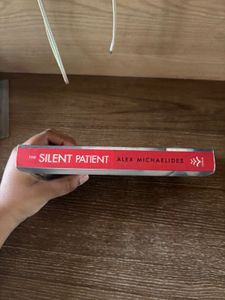 THE SILENT PATIENT ALEX MICHAELIDES